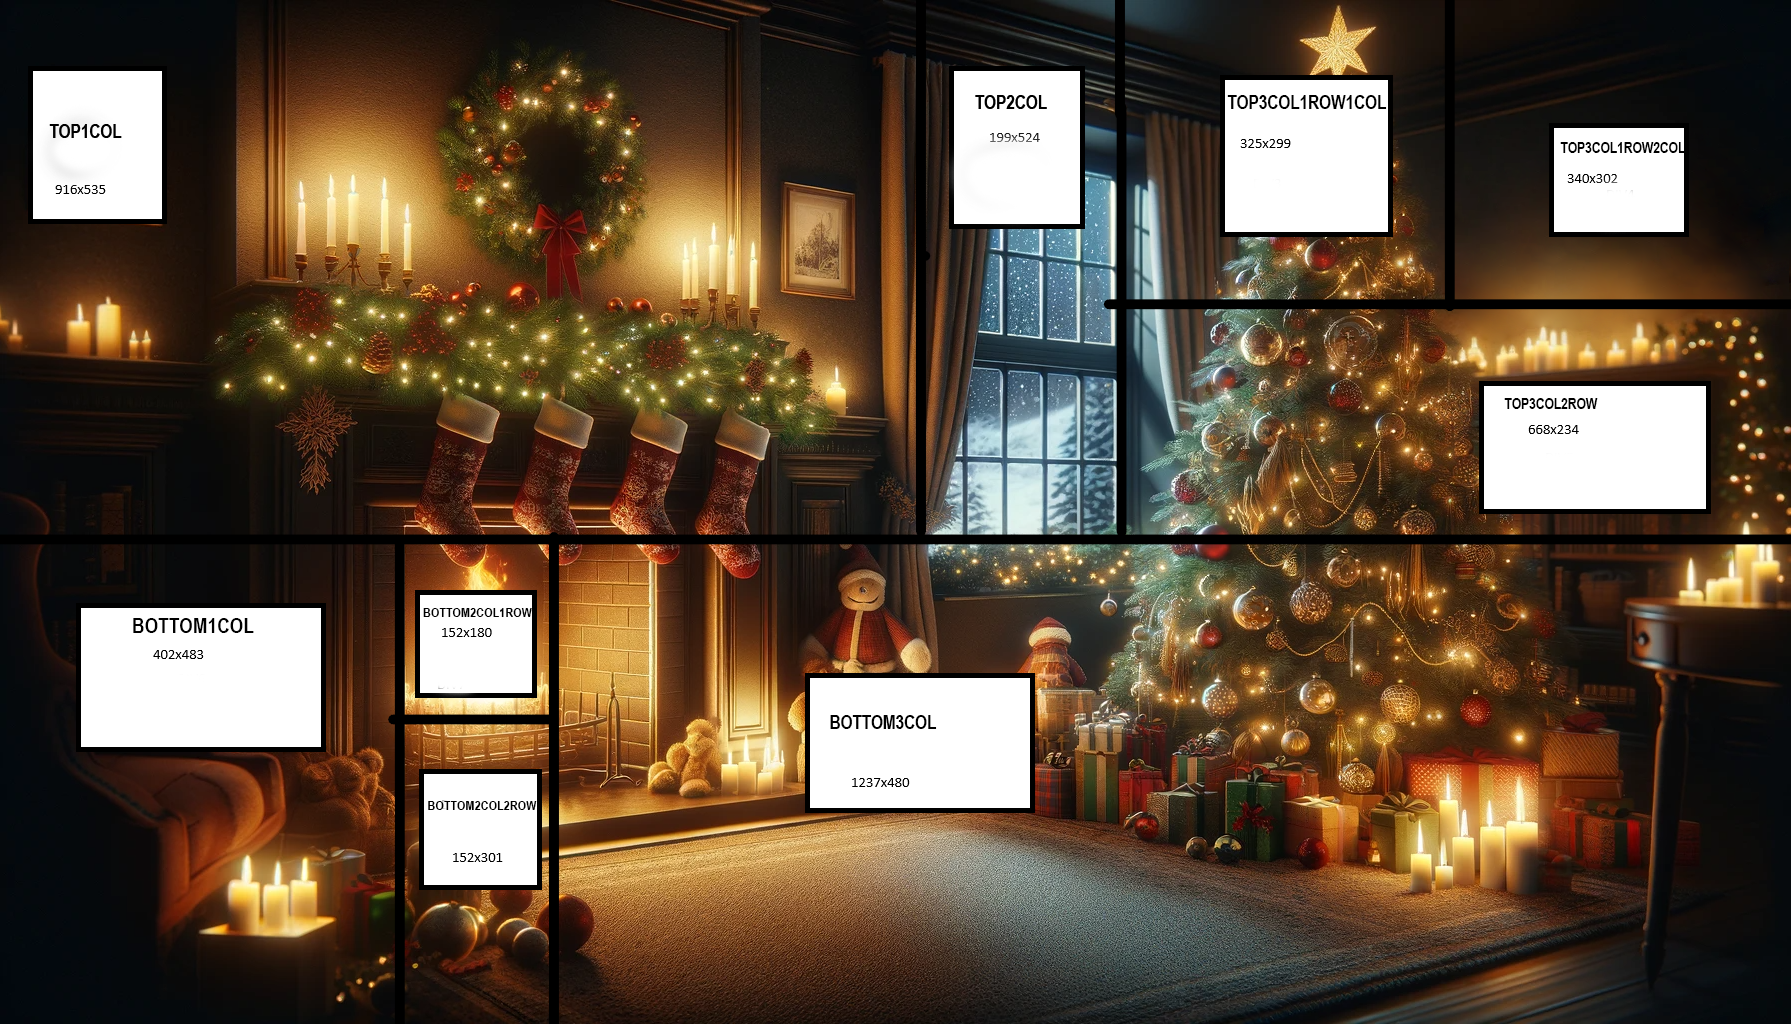 TOP1COL
916x535
TOP2COL
199x524
TOP3COL1ROW1COL
325x299
TOP3COL1ROW2COL
340x302
TOP3COL2ROW
668x234
BOTTOM1COL
402x483
BOTTOM2COL1ROW
152x180
BOTTOM2COL2ROW
152x301
BOTTOM3COL
1237x480